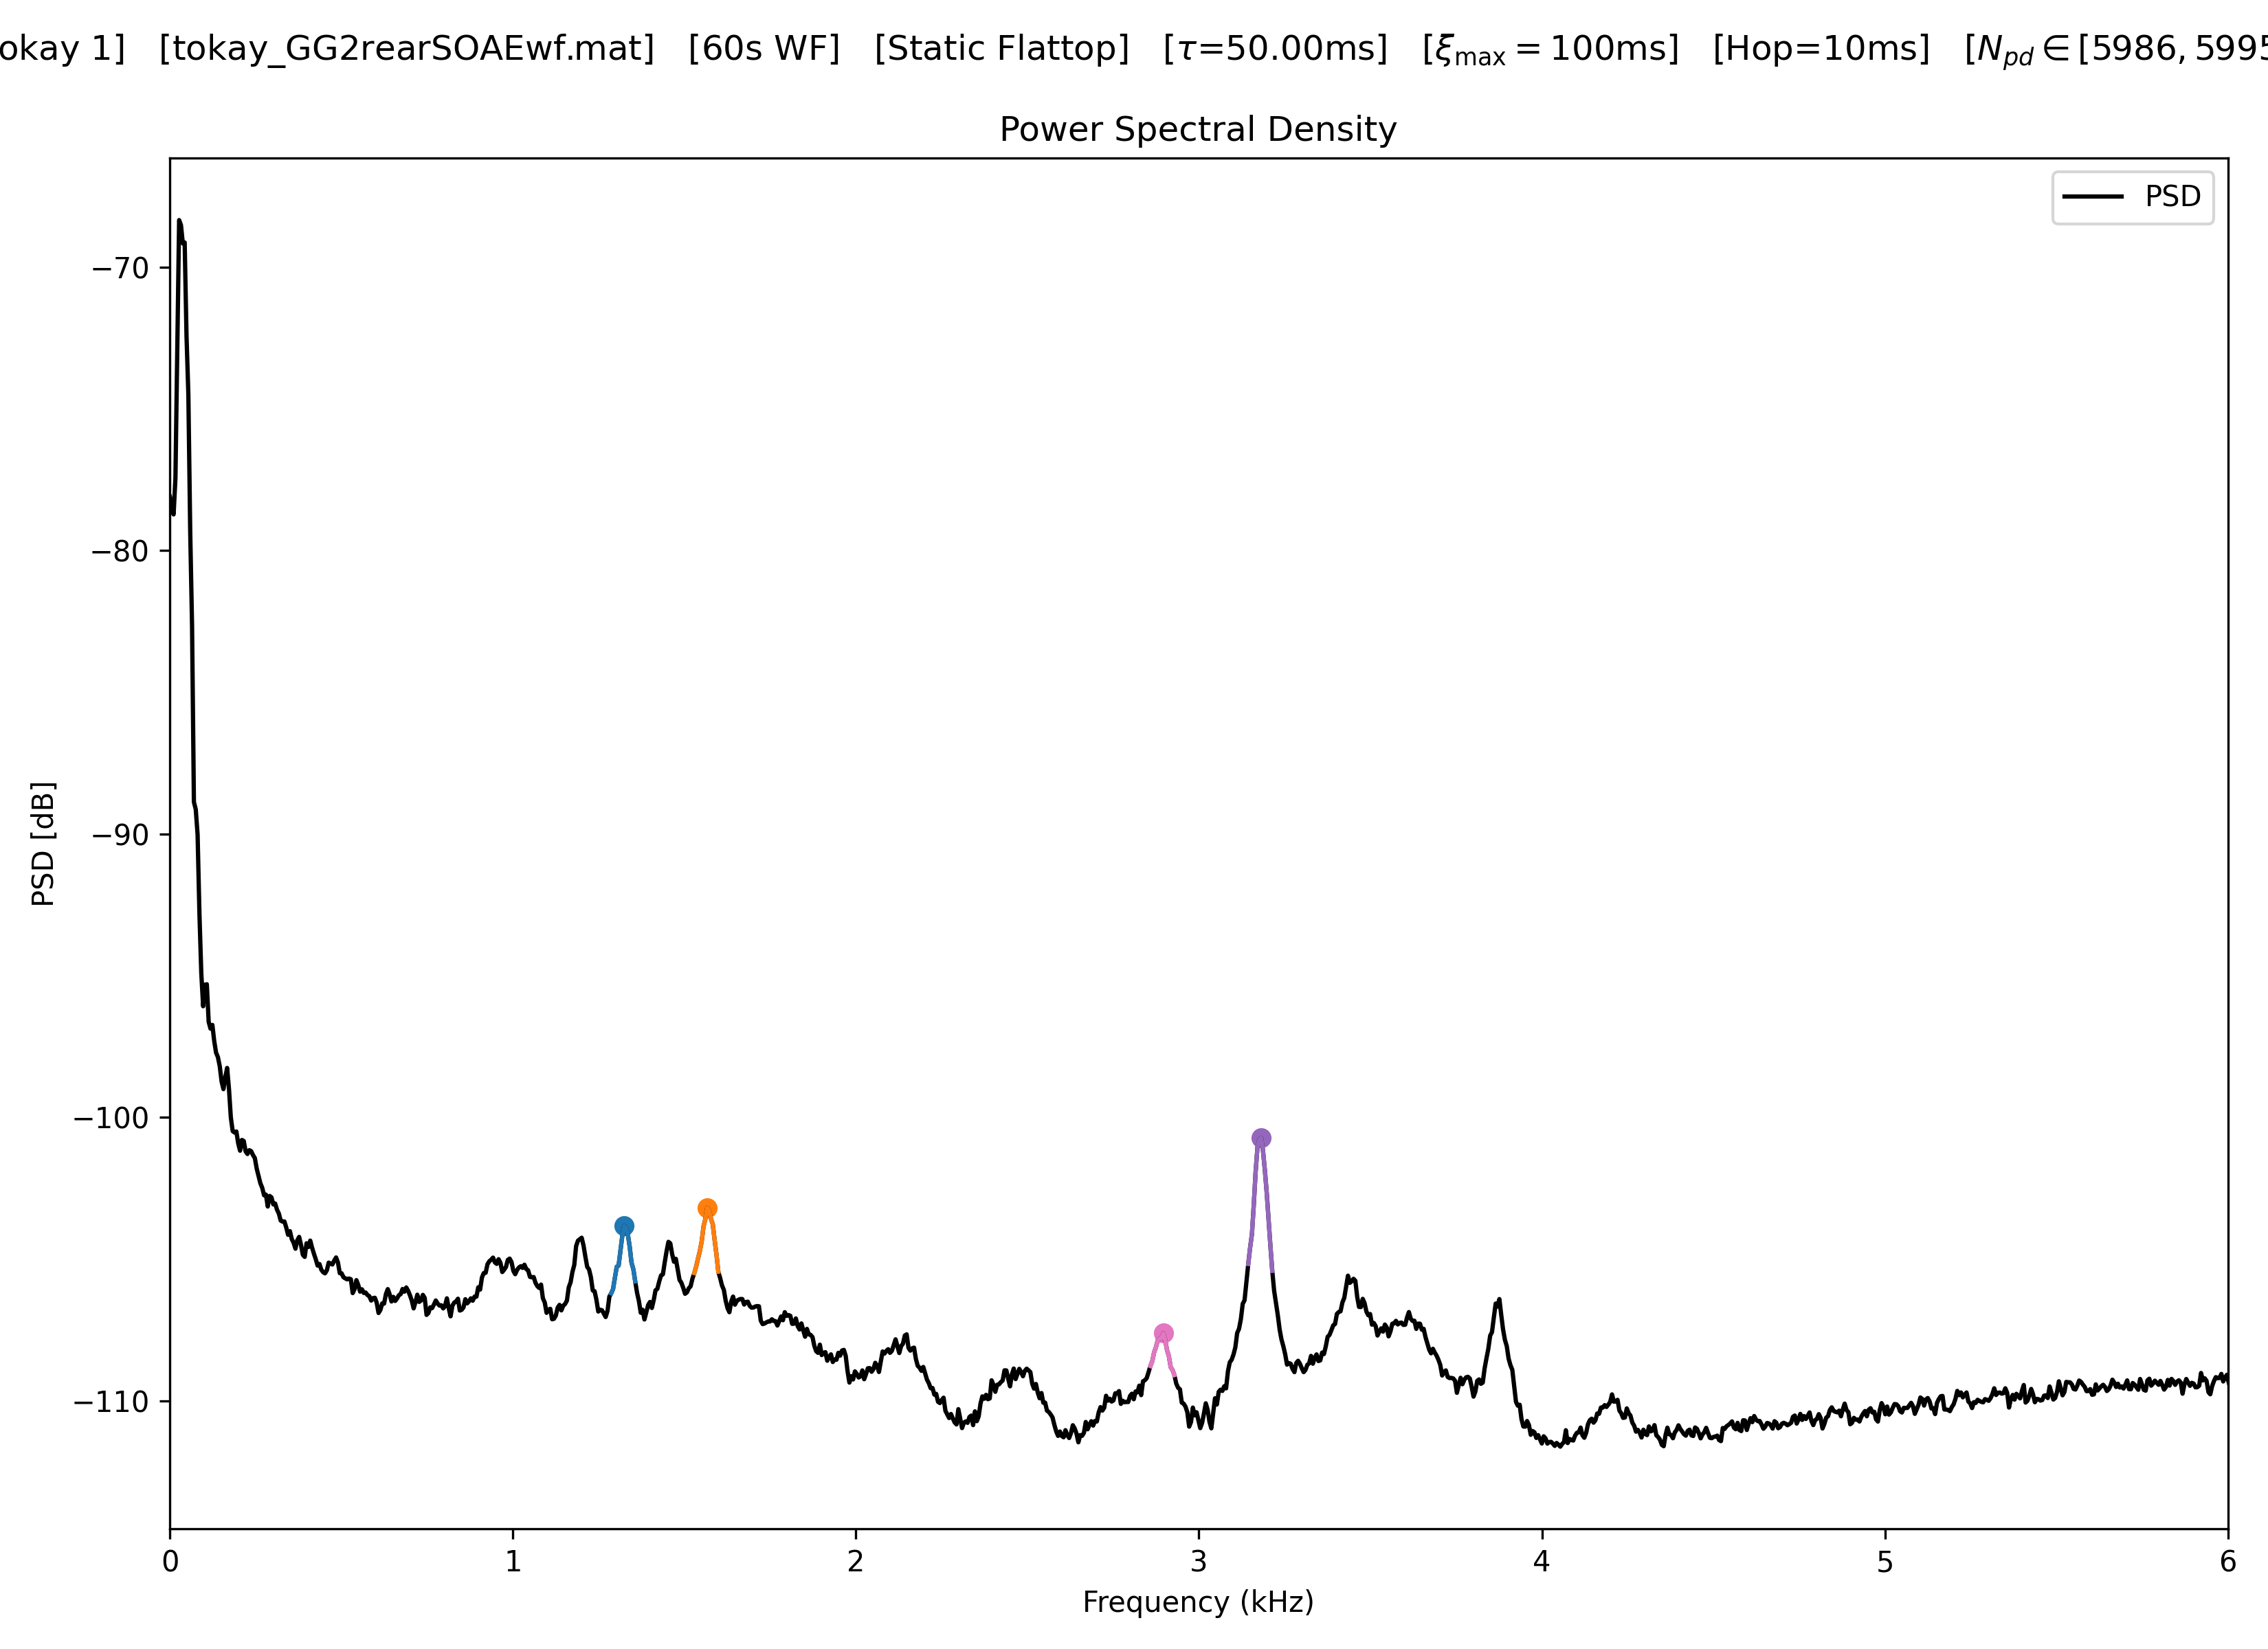 okay 1] [tokay_GG2rearSOAEwf.mat] [60s WF] [Static Flattop] [τ=50.00ms] [ξmax = 100ms] [Hop=10ms] [Npd ∈ [5986, 5995
Power Spectral Density
PSD
−70
−80
−90
−100
−110
PSD [dB]
0 1 2 3 4 5 6
Frequency (kHz)